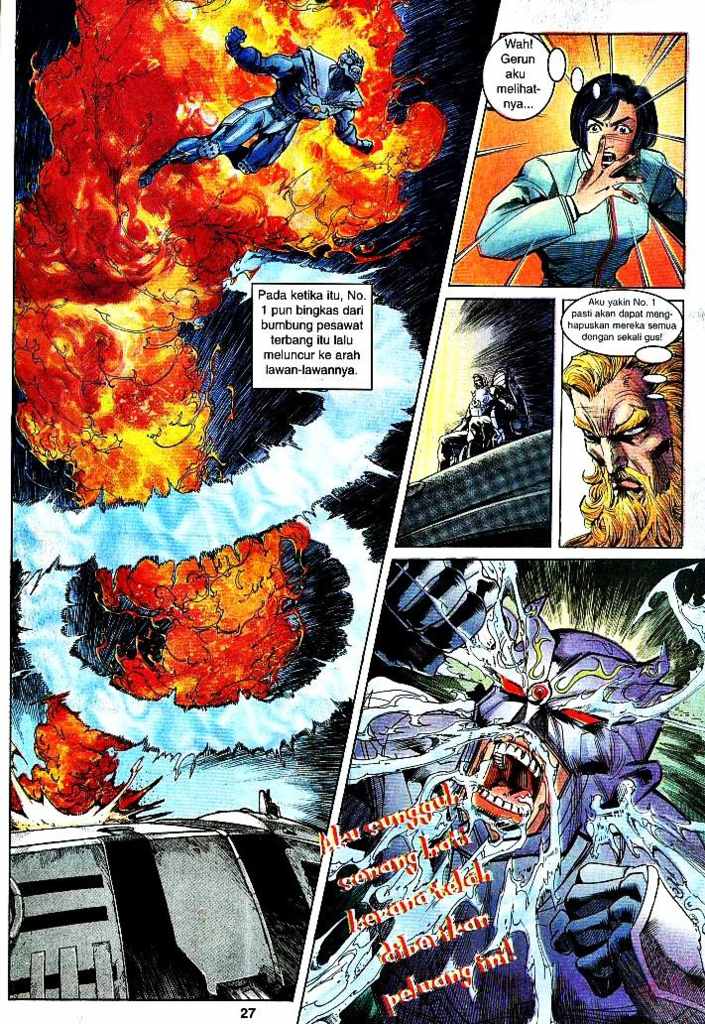 Wah!
Gerun
aku
melihat-
nya...
Pada ketika itu, No.
1 pun bingkas dari
bumbung pesawat
terbang itu lalu
meluncur ke arah
lawan-lawannya.
Aku yakin No. 1
pasti akan dapat meng-
hapuskan mereka semua
dengan sekali gus!
sungguh
senang hati
kerana telah
diberikan
peluang ini!
27